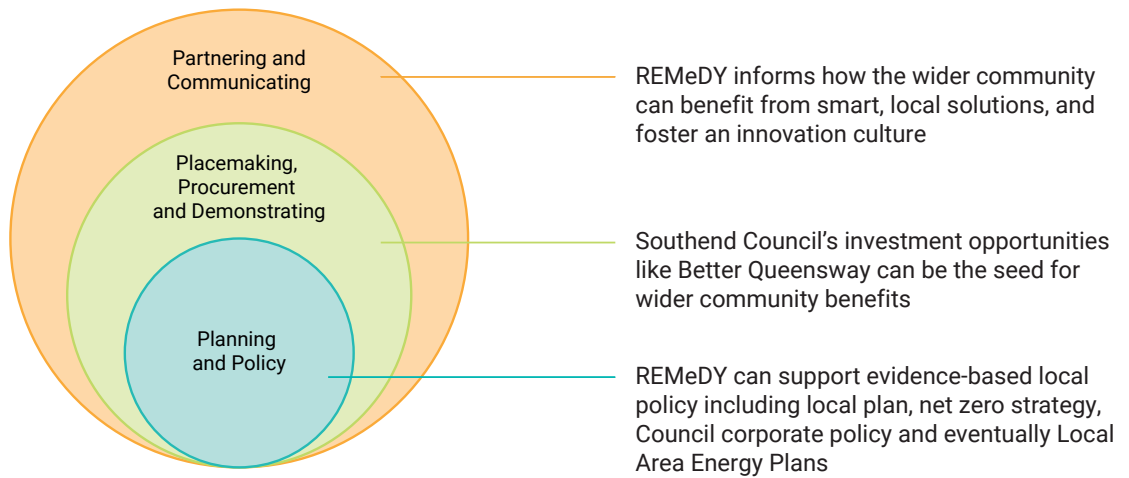 Partnering and
Communicating
REMeDY informs how the wider community
can benefit from smart, local solutions, and
foster an innovation culture
Placemaking,
Procurement
and Demonstrating
Southend Council's investment opportunities
like Better Queensway can be the seed for
wider community benefits
Planning
and Policy
REMeDY can support evidence-based local
policy including local plan, net zero strategy,
Council corporate policy and eventually Local
Area Energy Plans